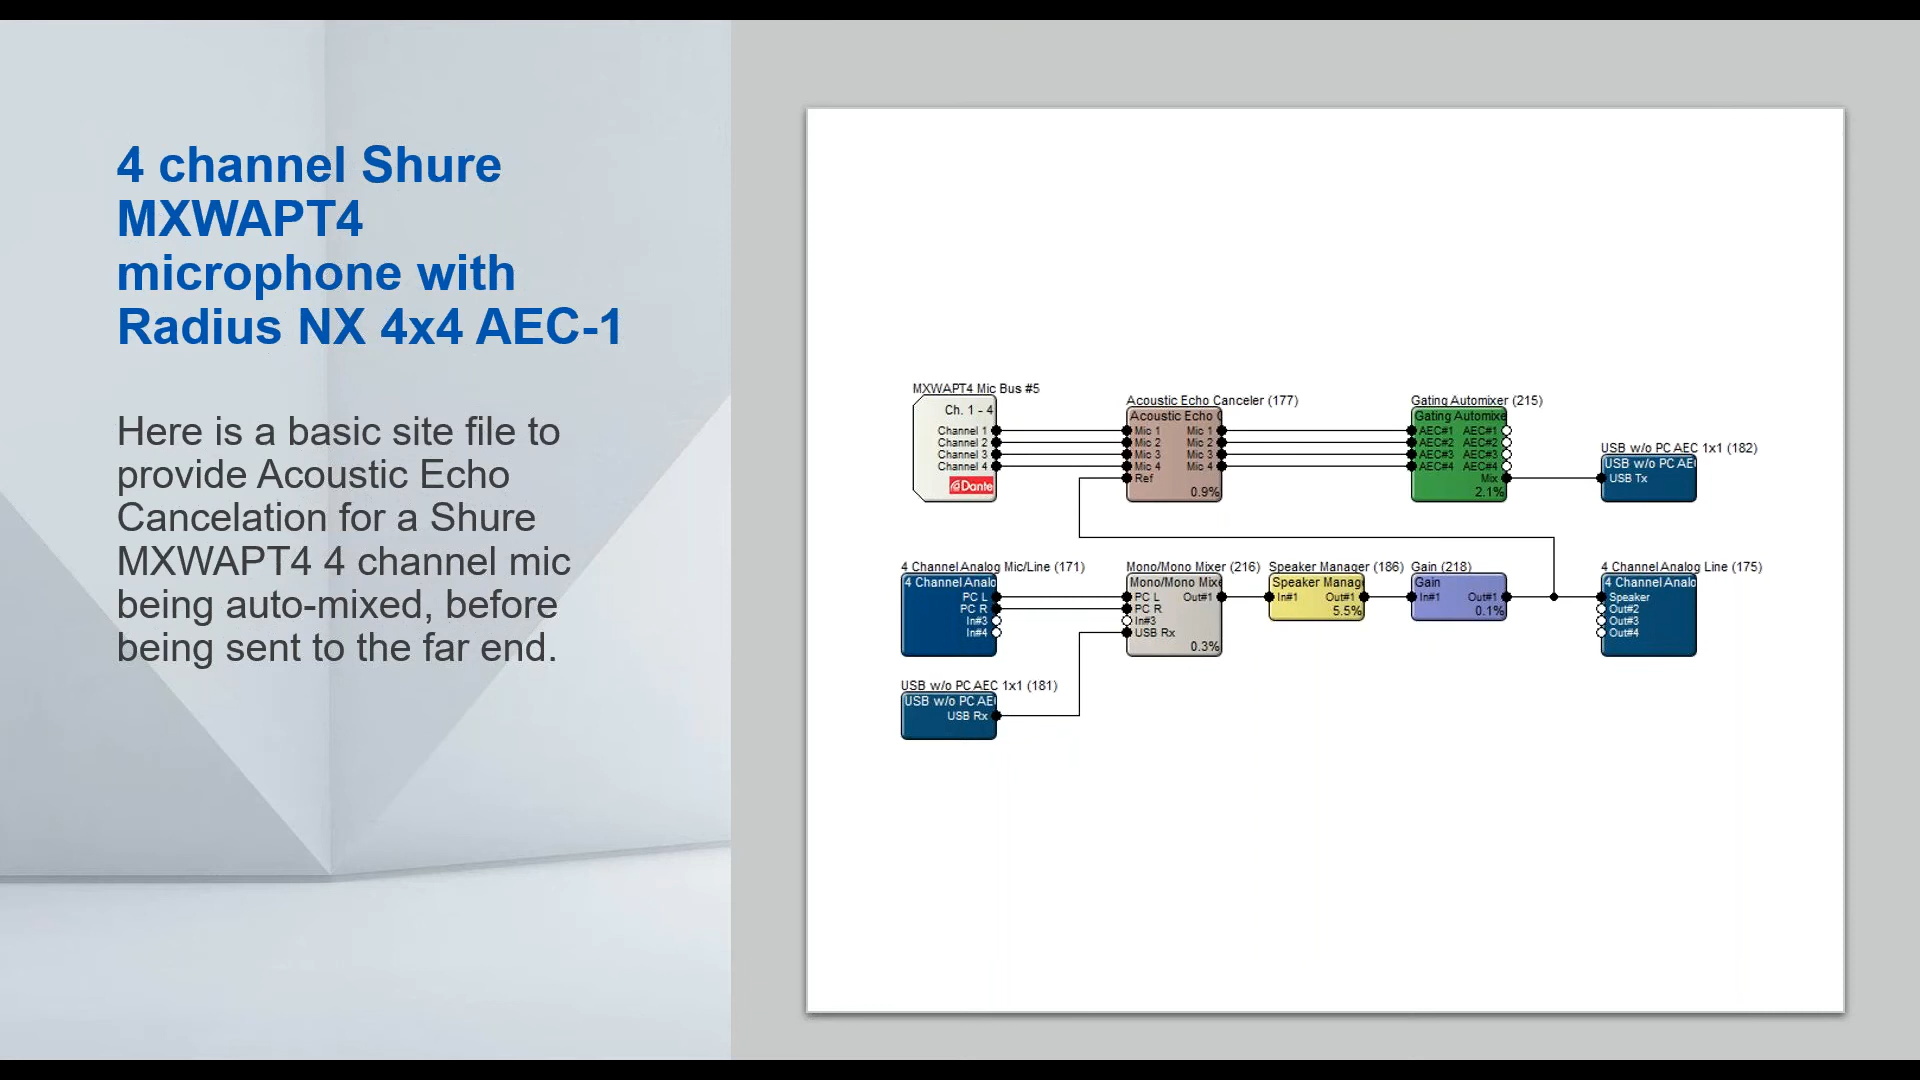 4 channel Shure
MXWAPT4
microphone with
Radius NX 4x4 AEC-1
Here is a basic site file to
provide Acoustic Echo
Cancelation for a Shure
MXWAPT4 4 channel mic
being auto-mixed, before
being sent to the far end.
MXWAPT4 Mic Bus #5
Ch. 1 - 4
Channel 1
Channel 2
Channel 3
Channel 4
Dante
Acoustic Echo Canceler (177)
Acoustic Echo C
Mic 1 Mic 1
Mic 2 Mic 2
Mic 3 Mic 3
Mic 4 Mic 4
Ref
0.9%
Gating Automixer (215)
Gating Automixe
AEC#1 AEC#1
AEC#2 AEC#2
AEC#3 AEC#3
AEC#4 AEC#4
Mix
2.1%
USB w/o PC AEC 1x1 (182)
USB w/o PC AE
USB Tx
4 Channel Analog Mic/Line (171)
4 Channel Analo
PC L
PC R
In#3
In#4
Mono/Mono Mixer (216)
Mono/Mono Mixe
PC L Out#1
PC R
In#3
USB Rx
0.3%
Speaker Manager (186)
Speaker Manag
In#1 Out#1
5.5%
Gain (218)
Gain
In#1 Out#1
0.1%
4 Channel Analog Line (175)
4 Channel Analo
Speaker
Out#2
Out#3
Out#4
USB w/o PC AEC 1x1 (181)
USB w/o PC AE
USB Rx